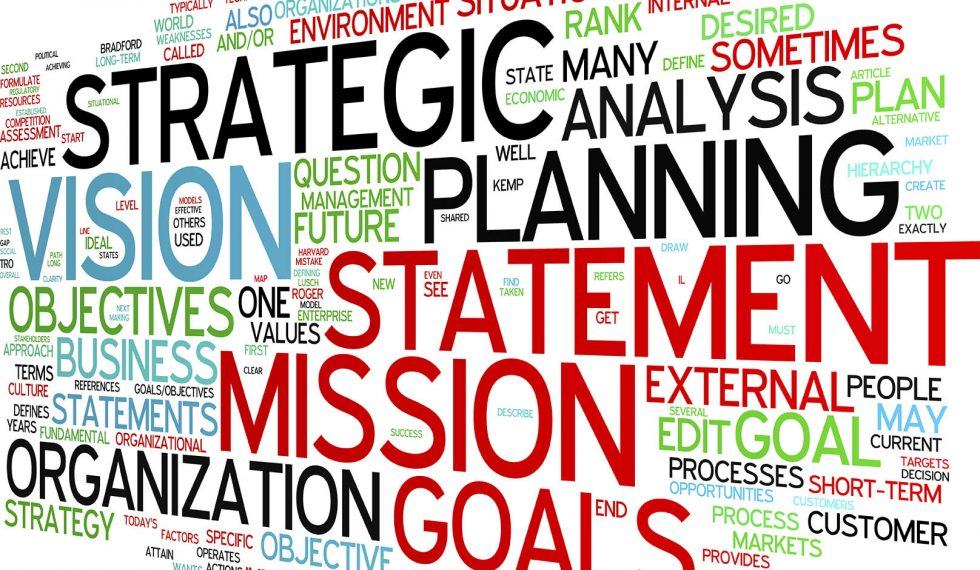 TYPICALLY
ALSO ORGANIZATIONS
INTERNAL
WORLD
ENVIRONMENT
RANK
DESIRED
WEAKNESSES
AND/OR
POLITICAL
BRADFORD
CALLED
LONG-TERM
SECOND
ACHIEVING
FORMULATE
REGULATORY
RESOURCES
SITUATIONAL
ESTABLISHED
COMPETITION
ASSESSMENT
START
ACHIEVE
STRATEGIC
STATE
MANY
DEFINE
SOMETIMES
ECONOMIC
ANALYSIS
ARTICLE
PLAN
ALTERNATIVE
MARKET
HIERARCHY
CREATE
TWO
EXACTLY
VISION
LEVEL
MODELS
EFFECTIVE
OTHERS
USED
LINE
IDEAL
STATES
REST
GAP
SOCIAL
OVERALL
PATH
LONG
CLARITY
QUESTION
MANAGEMENT
FUTURE
WELL
KEMP
SHARED
PLANNING
HARVARD
MISTAKE
DEFINING
LUSCH
ROGER
MODEL
ENTERPRISE
MAP
STATEMENT
NEW
EVEN
SEE
FIND
TAKEN
REFERS
GET
DRAW
IL
GO
MUST
OBJECTIVES
NEXT
MAKING
ONE
VALUES
STAKEHOLDERS
APPROACH
BUSINESS
FIRST
CLEAR
TERMS
CULTURE
REFERENCES
GOALS/OBJECTIVES
DEFINES
STATEMENTS
YEARS
FUNDAMENTAL
ORGANIZATIONAL
MISSION
DESCRIBE
SUCCESS
EXTERNAL
PEOPLE
SEVERAL
EDIT
GOAL
MAY
CURRENT
TARGETS
DECISION
PROCESSES
SHORT-TERM
OPPORTUNITIES
CUSTOMERS
PROCESS
CUSTOMER
MARKETS
PROVIDES
ORGANIZATION
GOALS
END
STRATEGY
TODAY'S
FACTORS
SPECIFIC
ATTAIN
OPERATES
OBJECTIVE
WANTS
ACTIONS